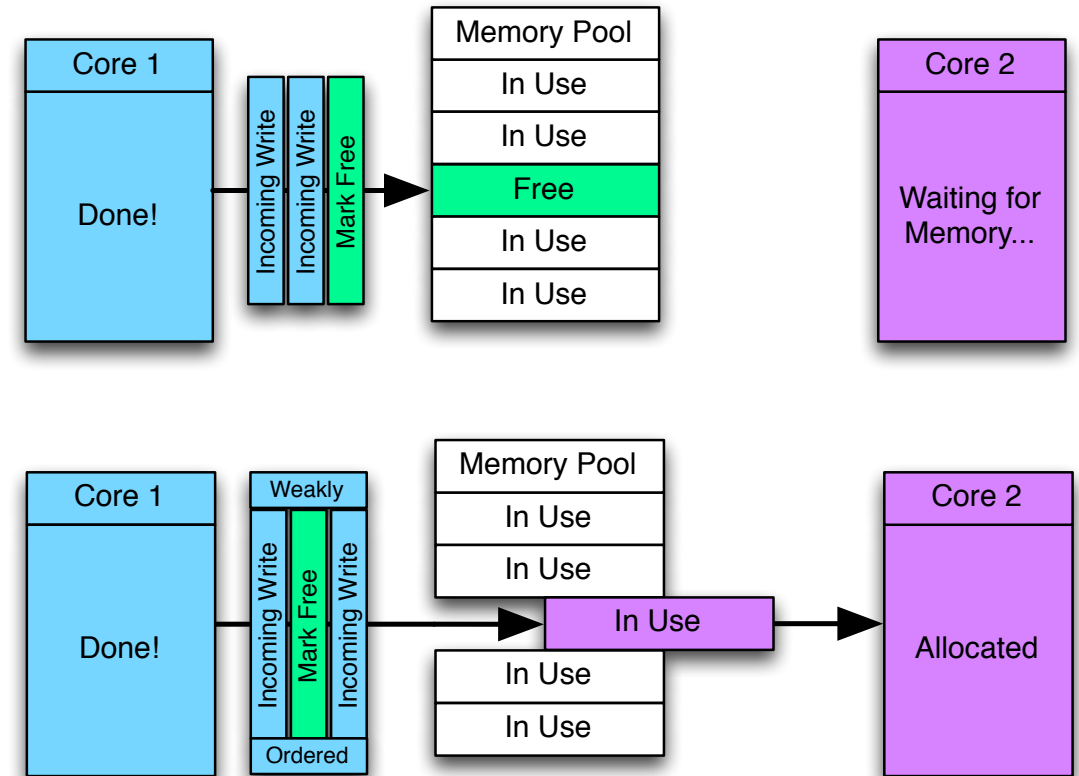 Core 1
Done!
Incoming Write
Incoming Write
Mark Free
Memory Pool
In Use
In Use
Free
In Use
In Use
Core 2
Waiting for
Memory...
Core 1
Done!
Weakly
Incoming Write
Mark Free
Incoming Write
Ordered
Memory Pool
In Use
In Use
In Use
In Use
In Use
Core 2
Allocated